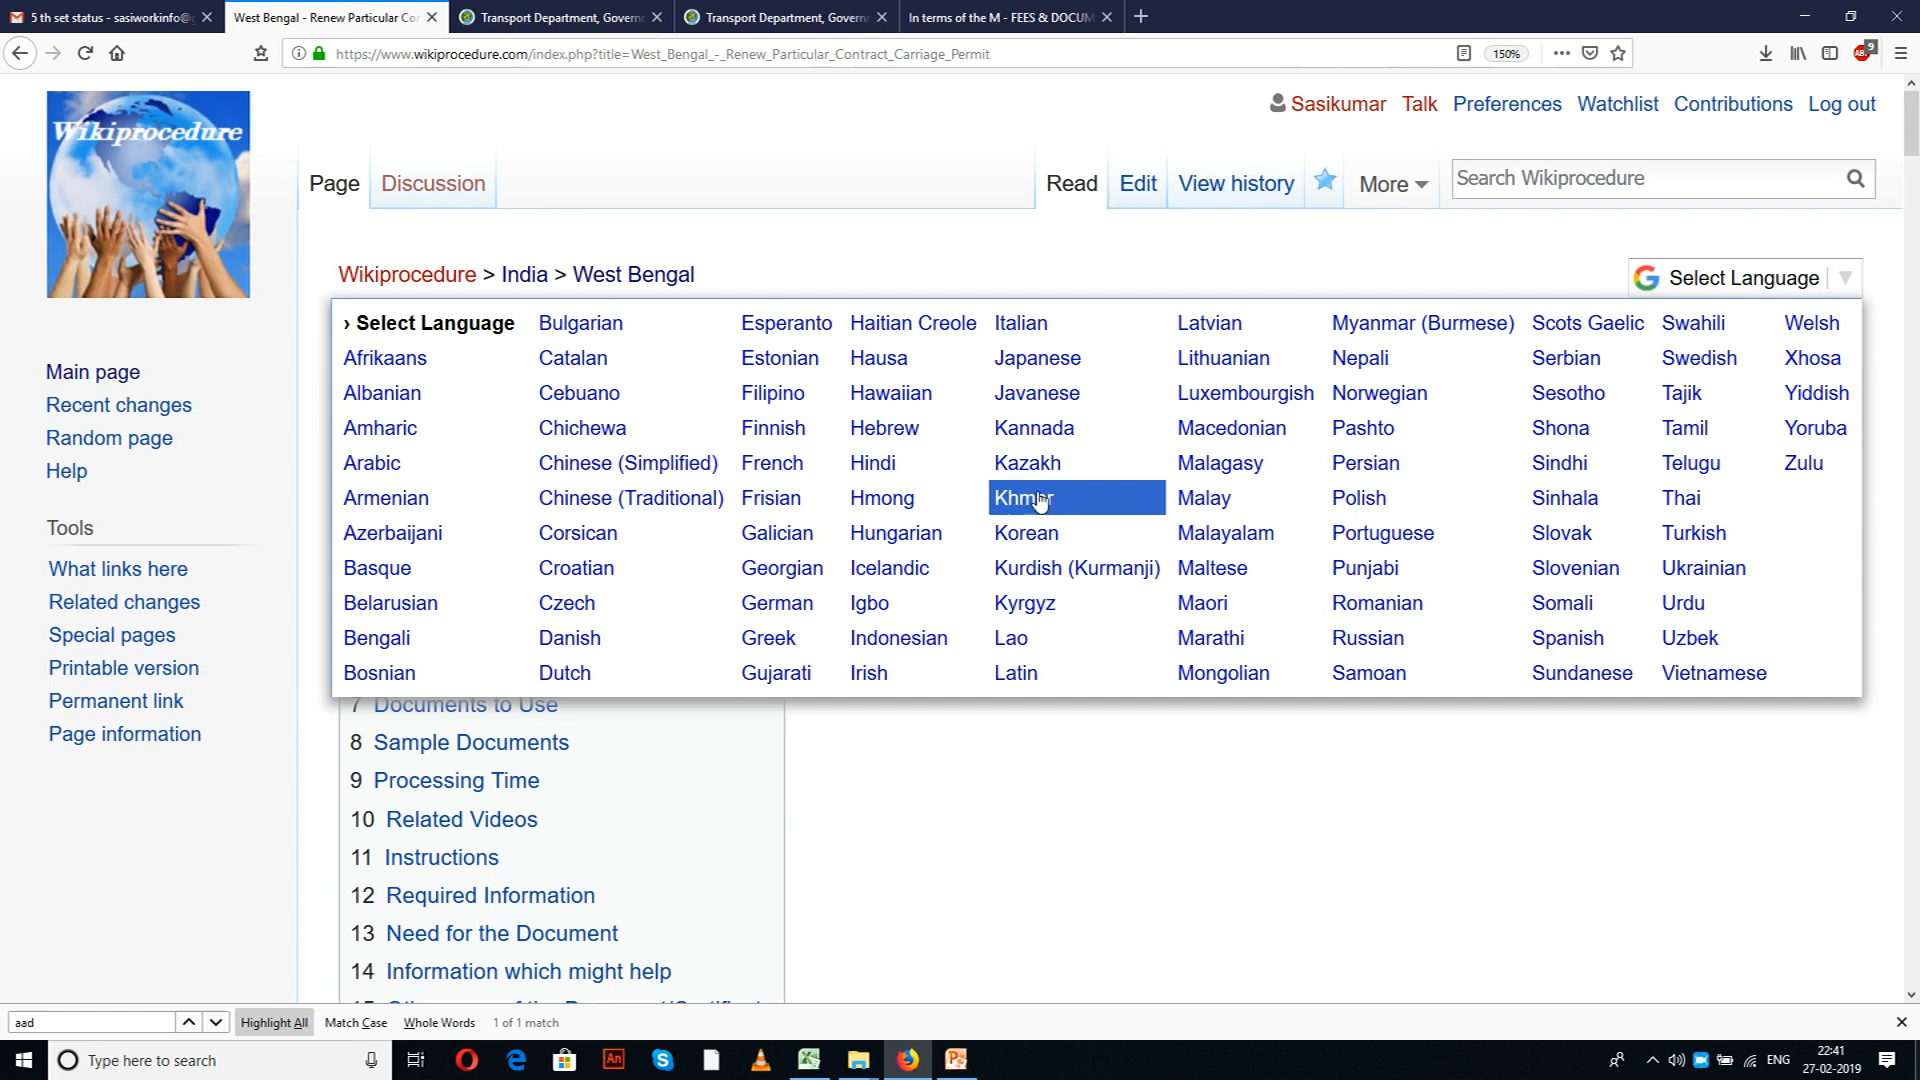 5 th set status - sasiworkinfo@g
West Bengal - Renew Particular Co
Transport Department, Govern
Transport Department, Govern
In terms of the M - FEES & DOCUM
https://www.wikiprocedure.com/index.php?title=West_Bengal_-_Renew_Particular_Contract_Carriage_Permit
150%
9
Wikiprocedure
Sasikumar Talk Preferences Watchlist Contributions Log out
Page Discussion Read Edit View history More
Search Wikiprocedure
Wikiprocedure > India > West Bengal
Select Language
› Select Language Bulgarian Esperanto Haitian Creole Italian Latvian Myanmar (Burmese) Scots Gaelic Swahili Welsh
Afrikaans Catalan Estonian Hausa Japanese Lithuanian Nepali Serbian Swedish Xhosa
Albanian Cebuano Filipino Hawaiian Javanese Luxembourgish Norwegian Sesotho Tajik Yiddish
Amharic Chichewa Finnish Hebrew Kannada Macedonian Pashto Shona Tamil Yoruba
Arabic Chinese (Simplified) French Hindi Kazakh Malagasy Persian Sindhi Telugu Zulu
Armenian Chinese (Traditional) Frisian Hmong Khmer Malay Polish Sinhala Thai
Azerbaijani Corsican Galician Hungarian Korean Malayalam Portuguese Slovak Turkish
Basque Croatian Georgian Icelandic Kurdish (Kurmanji) Maltese Punjabi Slovenian Ukrainian
Belarusian Czech German Igbo Kyrgyz Maori Romanian Somali Urdu
Bengali Danish Greek Indonesian Lao Marathi Russian Spanish Uzbek
Bosnian Dutch Gujarati Irish Latin Mongolian Samoan Sundanese Vietnamese
Main page
Recent changes
Random page
Help
Tools
What links here
Related changes
Special pages
Printable version
Permanent link
Page information
7 Documents to Use
8 Sample Documents
9 Processing Time
10 Related Videos
11 Instructions
12 Required Information
13 Need for the Document
14 Information which might help
aad Highlight All Match Case Whole Words 1 of 1 match
Type here to search
ENG
22:41
27-02-2019